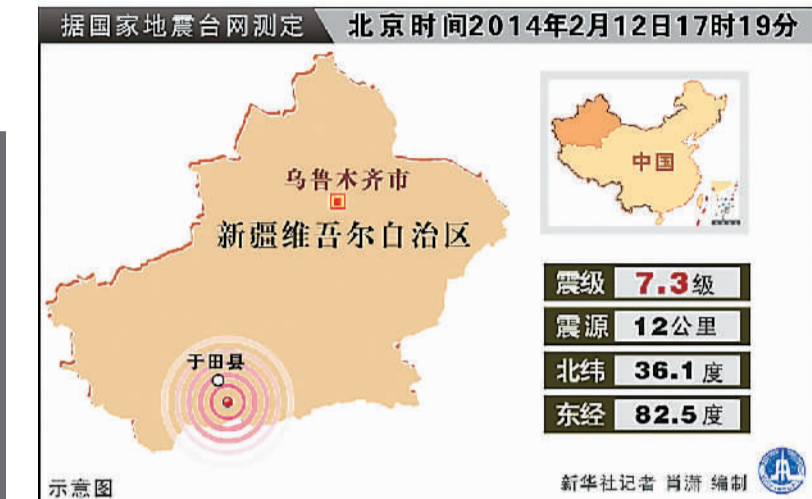 据国家地震台网测定 北京时间2014年2月12日17时19分
乌鲁木齐市
新疆维吾尔自治区
于田县
中国
震级 7.3级
震源 12公里
北纬 36.1度
东经 82.5度
示意图
新华社记者 肖潇 编制